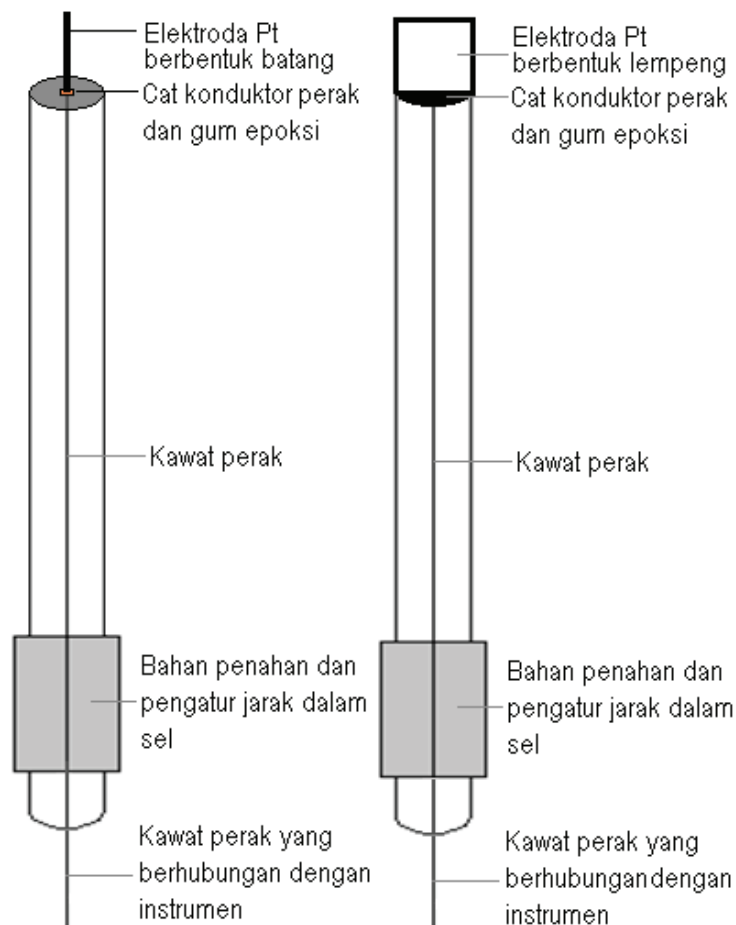 Elektroda Pt
berbentuk batang
Cat konduktor perak
dan gum epoksi
Kawat perak
Bahan penahan dan
pengatur jarak dalam
sel
Kawat perak yang
berhubungan dengan
instrumen
Elektroda Pt
berbentuk lempeng
Cat konduktor perak
dan gum epoksi
Kawat perak
Bahan penahan dan
pengatur jarak dalam
sel
Kawat perak yang
berhubungan dengan
instrumen